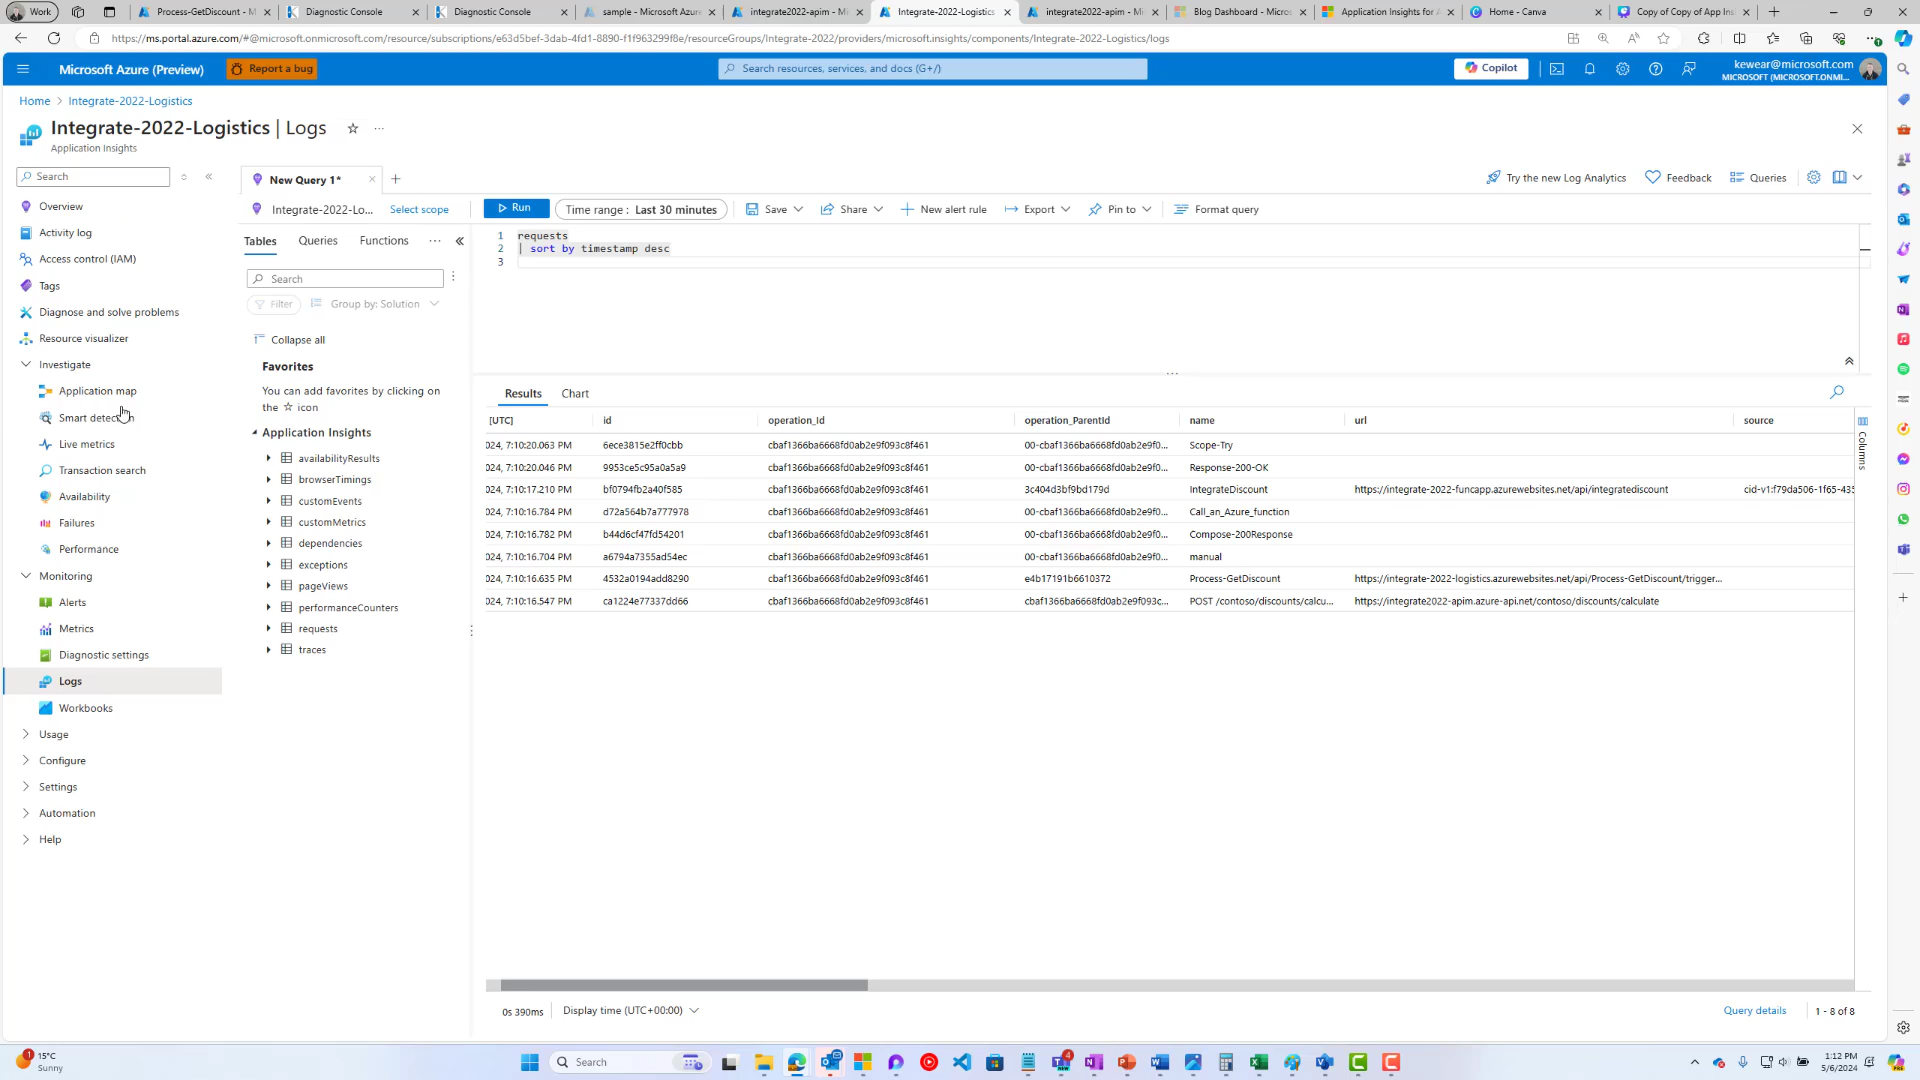 Work
Process-GetDiscount - M
Diagnostic Console
Diagnostic Console
sample - Microsoft Azure
integrate2022-apim - Mi
Integrate-2022-Logistics
integrate2022-apim - Mi
Blog Dashboard - Micros
Application Insights for A
Home - Canva
Copy of Copy of App Ins
https://ms.portal.azure.com/#@microsoft.onmicrosoft.com/resource/subscriptions/e63d5bef-3dab-4fd1-8890-f1f963299f8e/resourceGroups/Integrate-2022/providers/microsoft.insights/components/Integrate-2022-Logistics/logs
Microsoft Azure (Preview)
Report a bug
Search resources, services, and docs (G+/)
Copilot
kewear@microsoft.com
MICROSOFT (MICROSOFT.ONMI...
Home > Integrate-2022-Logistics
Integrate-2022-Logistics | Logs
Application Insights
Search
Overview
Activity log
Access control (IAM)
Tags
Diagnose and solve problems
Resource visualizer
Investigate
Application map
Smart detection
Live metrics
Transaction search
Availability
Failures
Performance
Monitoring
Alerts
Metrics
Diagnostic settings
Logs
Workbooks
Usage
Configure
Settings
Automation
Help
New Query 1*
Try the new Log Analytics
Feedback
Queries
Integrate-2022-Lo...
Select scope
Run
Time range : Last 30 minutes
Save
Share
New alert rule
Export
Pin to
Format query
Tables
Queries
Functions
Search
Filter
Group by: Solution
Collapse all
Favorites
You can add favorites by clicking on
the ☆ icon
Application Insights
availabilityResults
browserTimings
customEvents
customMetrics
dependencies
exceptions
pageViews
performanceCounters
requests
traces
1 requests
2 | sort by timestamp desc
3
Results
Chart
[UTC] id operation_Id operation_ParentId name url source
024, 7:10:20.063 PM 6ece3815e2ff0cbb cbaf1366ba6668fd0ab2e9f093c8f461 00-cbaf1366ba6668fd0ab2e9f0... Scope-Try
024, 7:10:20.046 PM 9953ce5c95a0a5a9 cbaf1366ba6668fd0ab2e9f093c8f461 00-cbaf1366ba6668fd0ab2e9f0... Response-200-OK
024, 7:10:17.210 PM bf0794fb2a40f585 cbaf1366ba6668fd0ab2e9f093c8f461 3c404d3bf9bd179d IntegrateDiscount https://integrate-2022-funcapp.azurewebsites.net/api/integratediscount cid-v1:f79da506-1f65-435
024, 7:10:16.784 PM d72a564b7a777978 cbaf1366ba6668fd0ab2e9f093c8f461 00-cbaf1366ba6668fd0ab2e9f0... Call_an_Azure_function
024, 7:10:16.782 PM b44d6cf47fd54201 cbaf1366ba6668fd0ab2e9f093c8f461 00-cbaf1366ba6668fd0ab2e9f0... Compose-200Response
024, 7:10:16.704 PM a6794a7355ad54ec cbaf1366ba6668fd0ab2e9f093c8f461 00-cbaf1366ba6668fd0ab2e9f0... manual
024, 7:10:16.635 PM 4532a0194add8290 cbaf1366ba6668fd0ab2e9f093c8f461 e4b17191b6610372 Process-GetDiscount https://integrate-2022-logistics.azurewebsites.net/api/Process-GetDiscount/trigger...
024, 7:10:16.547 PM ca1224e77337dd66 cbaf1366ba6668fd0ab2e9f093c8f461 cbaf1366ba6668fd0ab2e9f093c... POST /contoso/discounts/calcu... https://integrate2022-apim.azure-api.net/contoso/discounts/calculate
Columns
0s 390ms
Display time (UTC+00:00)
Query details
1 - 8 of 8
15°C
Sunny
Search
1:12 PM
5/6/2024